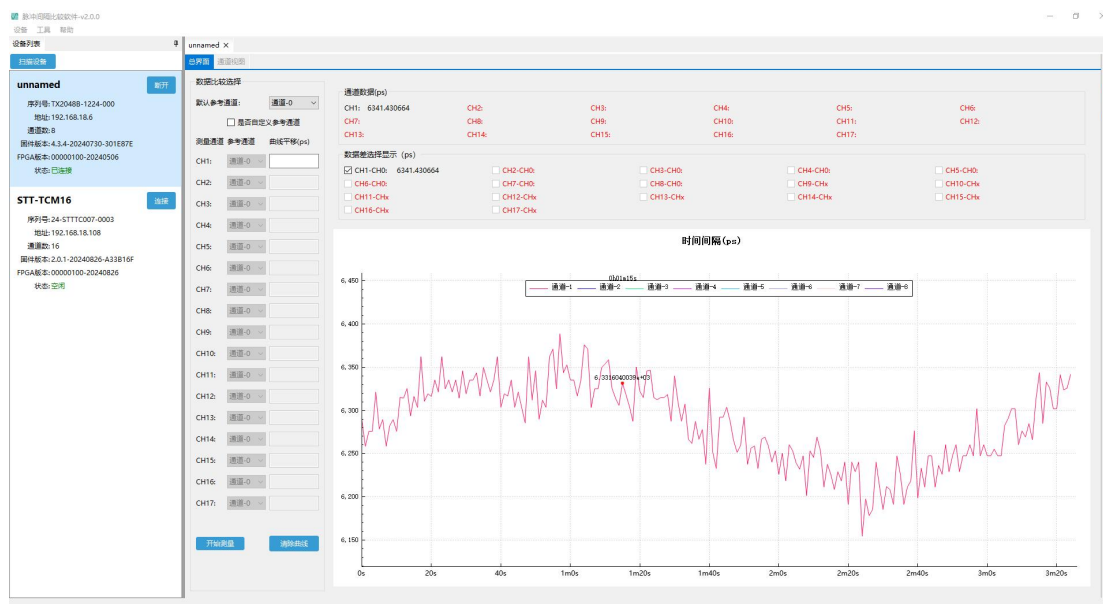 脉冲间隔比较软件-v2.0.0
设备 工具 帮助
设备列表
扫描设备
unnamed 断开
序列号: TX2048B-1224-000
地址: 192.168.18.6
通道数: 8
固件版本: 4.3.4-20240730-301E87E
FPGA版本: 00000100-20240506
状态: 已连接
STT-TCM16 连接
序列号: 24-STTTC007-0003
地址: 192.168.18.108
通道数: 16
固件版本: 2.0.1-20240826-A33B16F
FPGA版本: 00000100-20240826
状态: 空闲
unnamed ×
总界面 通道视图
数据比较选择
默认参考通道: 通道-0
是否自定义参考通道
测量通道 参考通道 曲线平移(ps)
CH1: 通道-0
CH2: 通道-0
CH3: 通道-0
CH4: 通道-0
CH5: 通道-0
CH6: 通道-0
CH7: 通道-0
CH8: 通道-0
CH9: 通道-0
CH10: 通道-0
CH11: 通道-0
CH12: 通道-0
CH13: 通道-0
CH14: 通道-0
CH15: 通道-0
CH16: 通道-0
CH17: 通道-0
开始测量 清除曲线
通道数据(ps)
CH1: 6341.430664 CH2: CH3: CH4: CH5: CH6:
CH7: CH8: CH9: CH10: CH11: CH12:
CH13: CH14: CH15: CH16: CH17:
数据差选择显示 (ps)
CH1-CH0: 6341.430664 CH2-CH0: CH3-CH0: CH4-CH0: CH5-CH0:
CH6-CH0: CH7-CH0: CH8-CH0: CH9-CHx CH10-CHx
CH11-CHx CH12-CHx CH13-CHx CH14-CHx CH15-CHx
CH16-CHx CH17-CHx
时间间隔(ps)
0h01m15s
通道-1 通道-2 通道-3 通道-4 通道-5 通道-6 通道-7 通道-8
6,450
6,400
6,350
6.3316040039e+03
6,300
6,250
6,200
6,150
0s 20s 40s 1m0s 1m20s 1m40s 2m0s 2m20s 2m40s 3m0s 3m20s